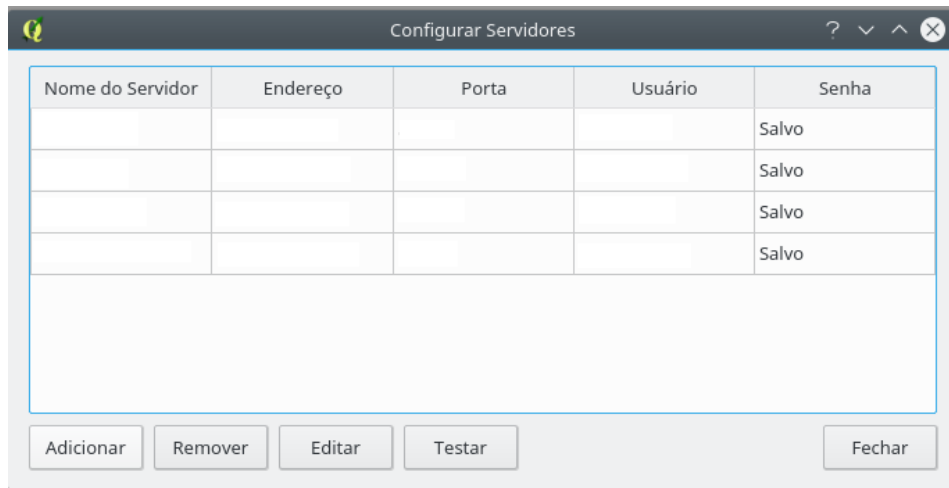 Configurar Servidores
Nome do Servidor Endereço Porta Usuário Senha
Salvo
Salvo
Salvo
Salvo
Adicionar Remover Editar Testar Fechar